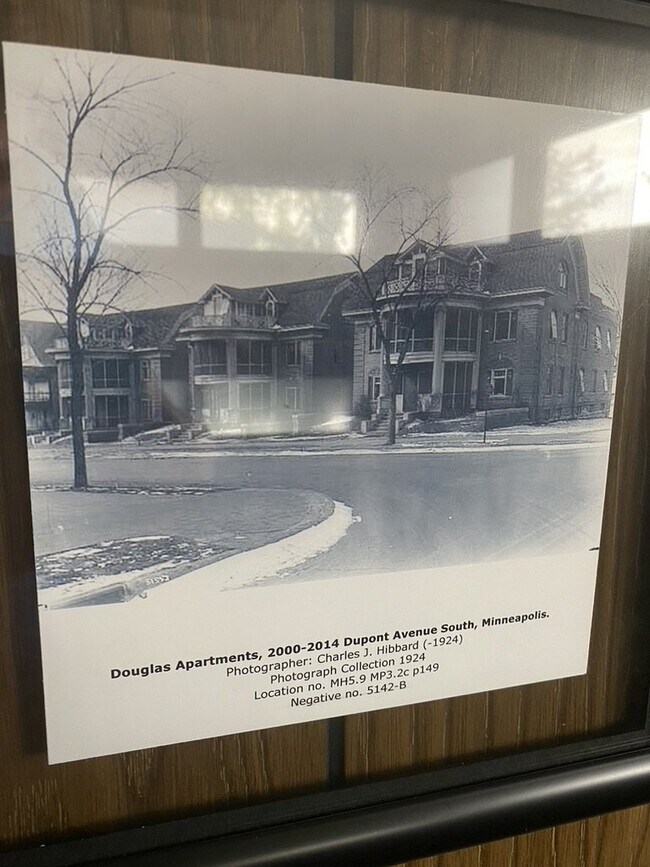 Douglas Apartments, 2000-2014 Dupont Avenue South, Minneapolis.
Photographer: Charles J. Hibbard (-1924)
Photograph Collection 1924
Location no. MH5.9 MP3.2c p149
Negative no. 5142-B